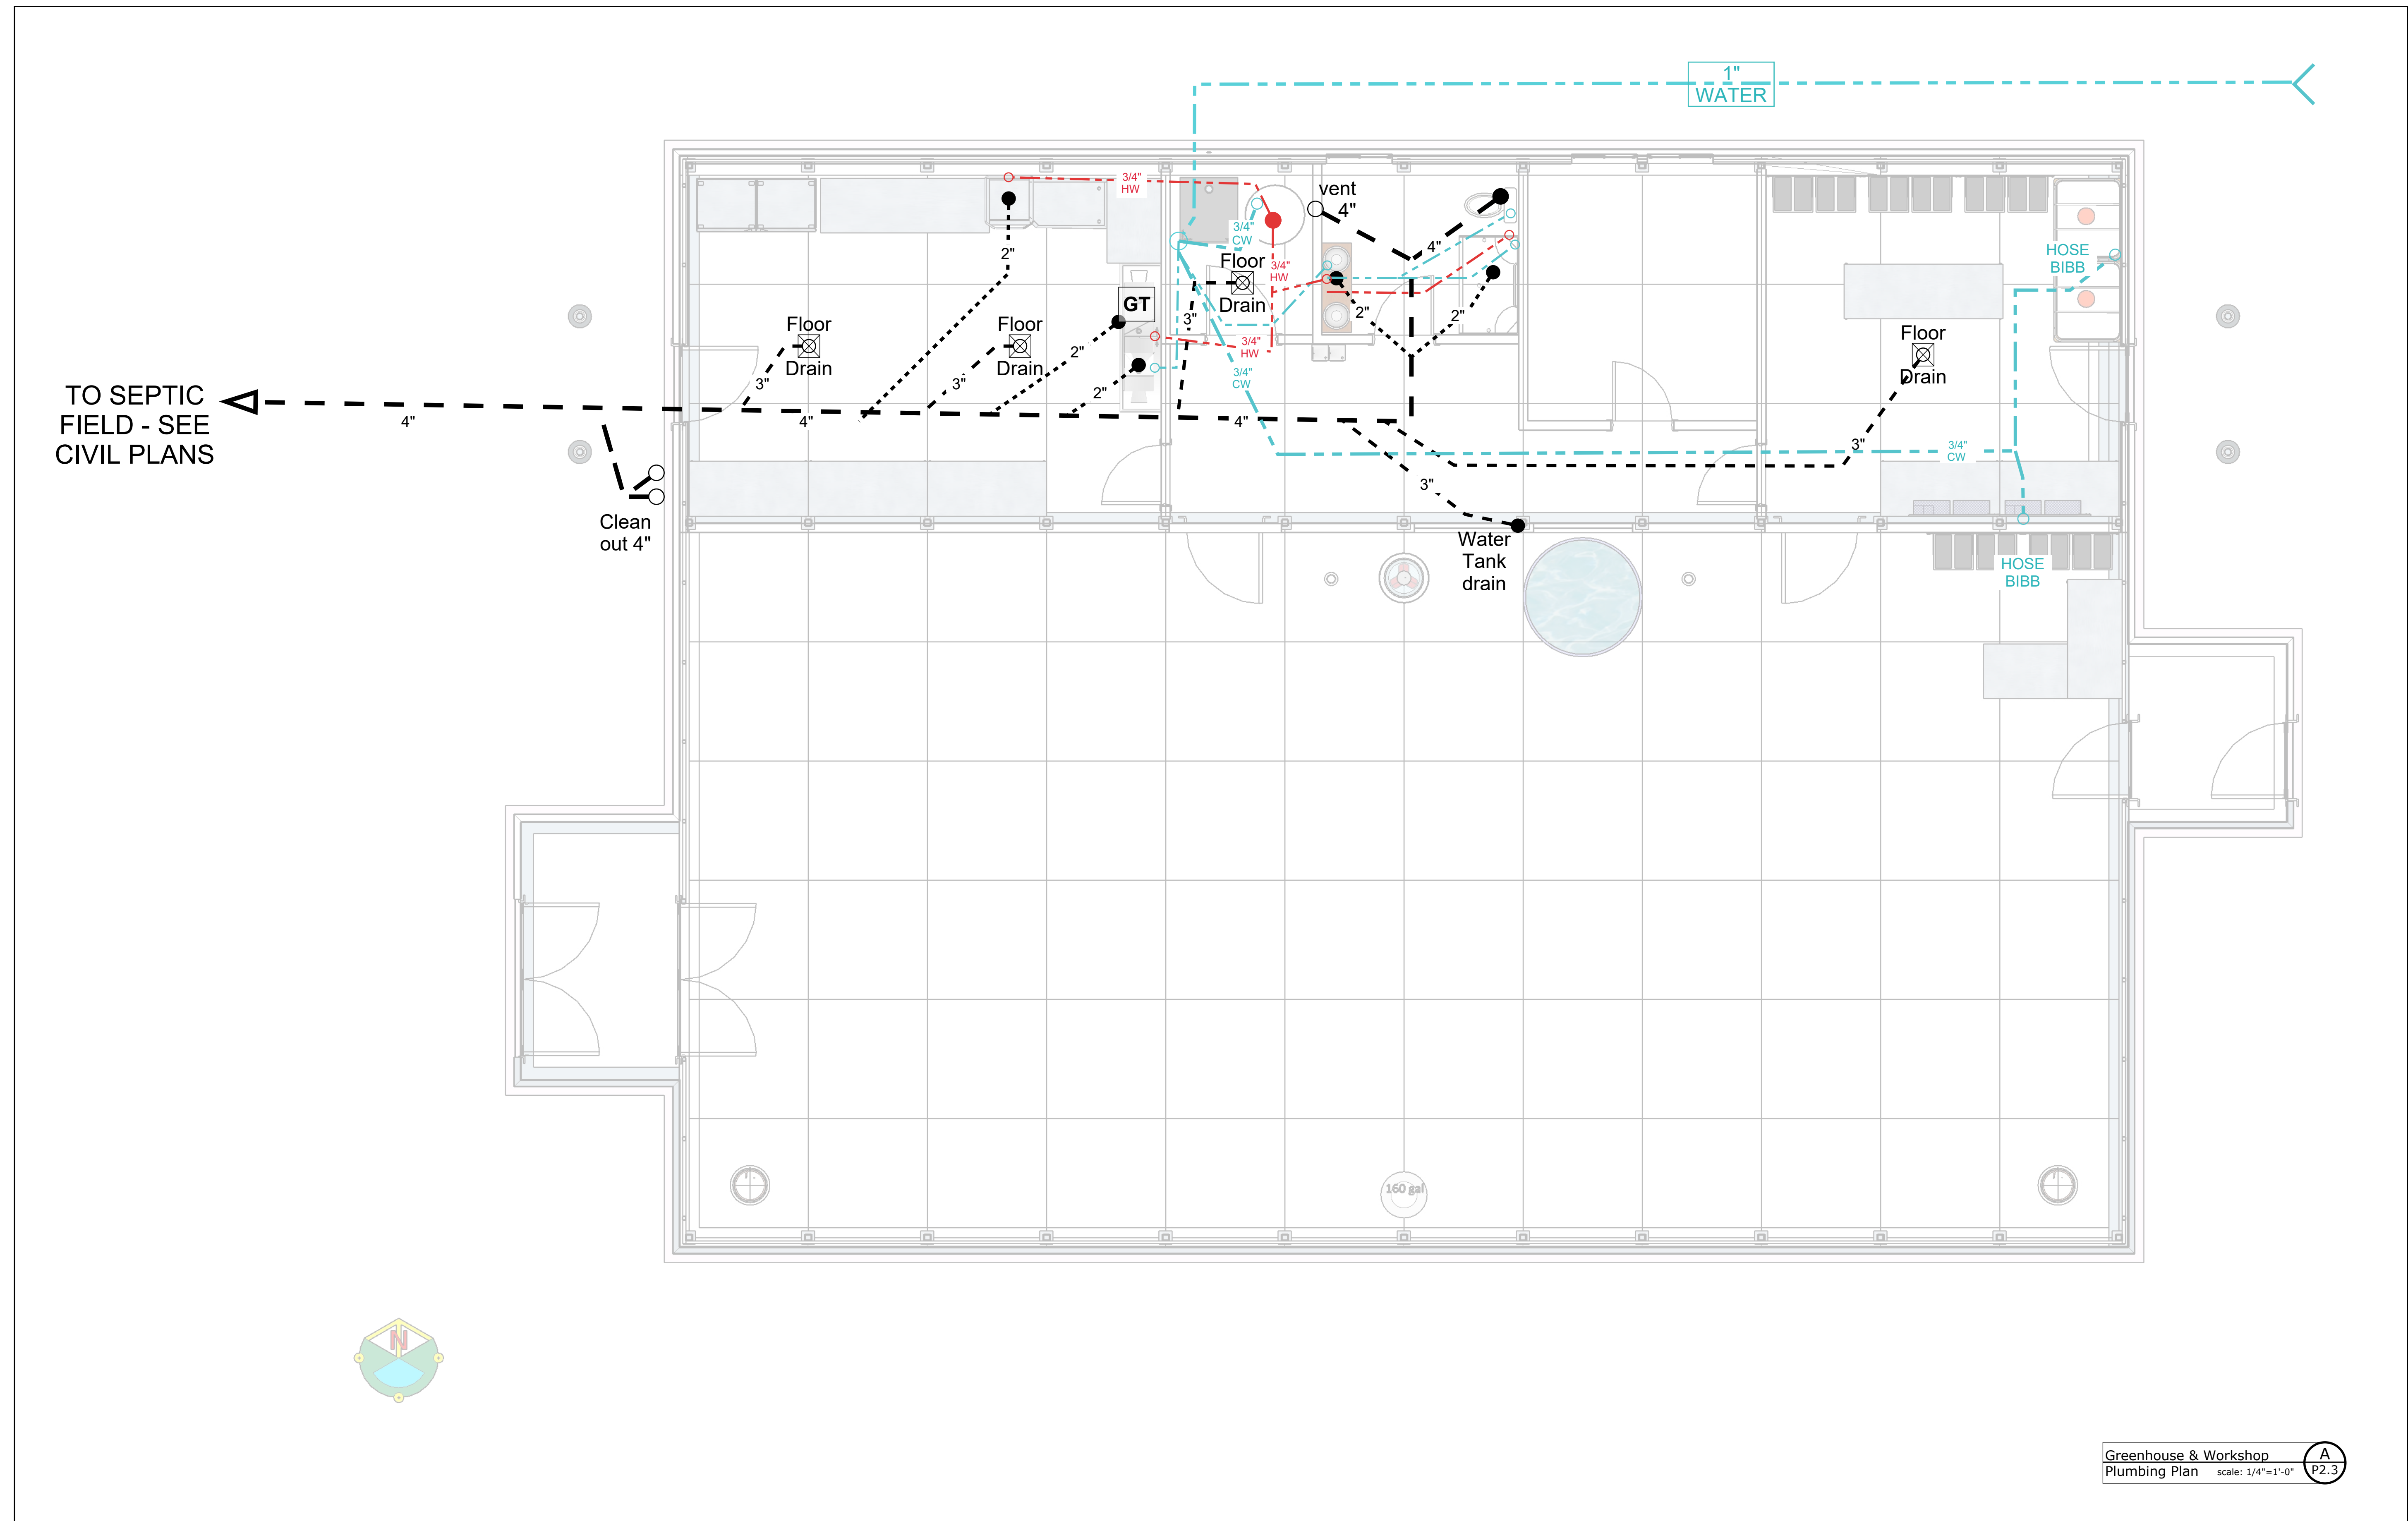 1"
WATER
3/4"
HW
vent
4"
3/4"
CW
4"
HOSE
BIBB
2"
Floor
Drain
3/4"
HW
GT
3"
2"
2"
Floor
Drain
Floor
Drain
Floor
Drain
3/4"
HW
2"
3/4"
CW
3"
3"
2"
TO SEPTIC
FIELD - SEE
CIVIL PLANS
4"
4"
4"
3"
3/4"
CW
3"
Clean
out 4"
Water
Tank
drain
HOSE
BIBB
160 gal
N
Greenhouse & Workshop
Plumbing Plan scale: 1/4"=1'-0"
A
P2.3